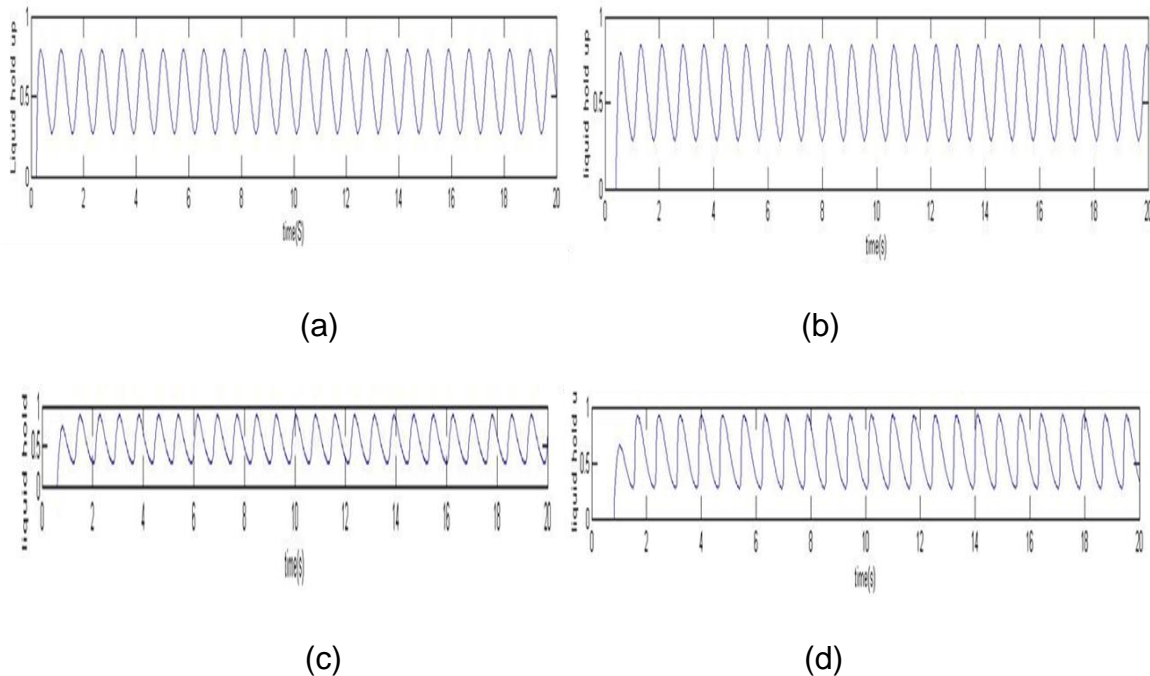 Liquid hold up
1
0.5
0
0 2 4 6 8 10 12 14 16 18 20
time(S)
(a)
liquid hold up
1
0.5
0
0 2 4 6 8 10 12 14 16 18 20
time(s)
(b)
liquid hold
1
0.5
0
0 2 4 6 8 10 12 14 16 18 20
time(s)
(c)
liquid hold u
1
0.5
0
0 2 4 6 8 10 12 14 16 18 20
time(s)
(d)